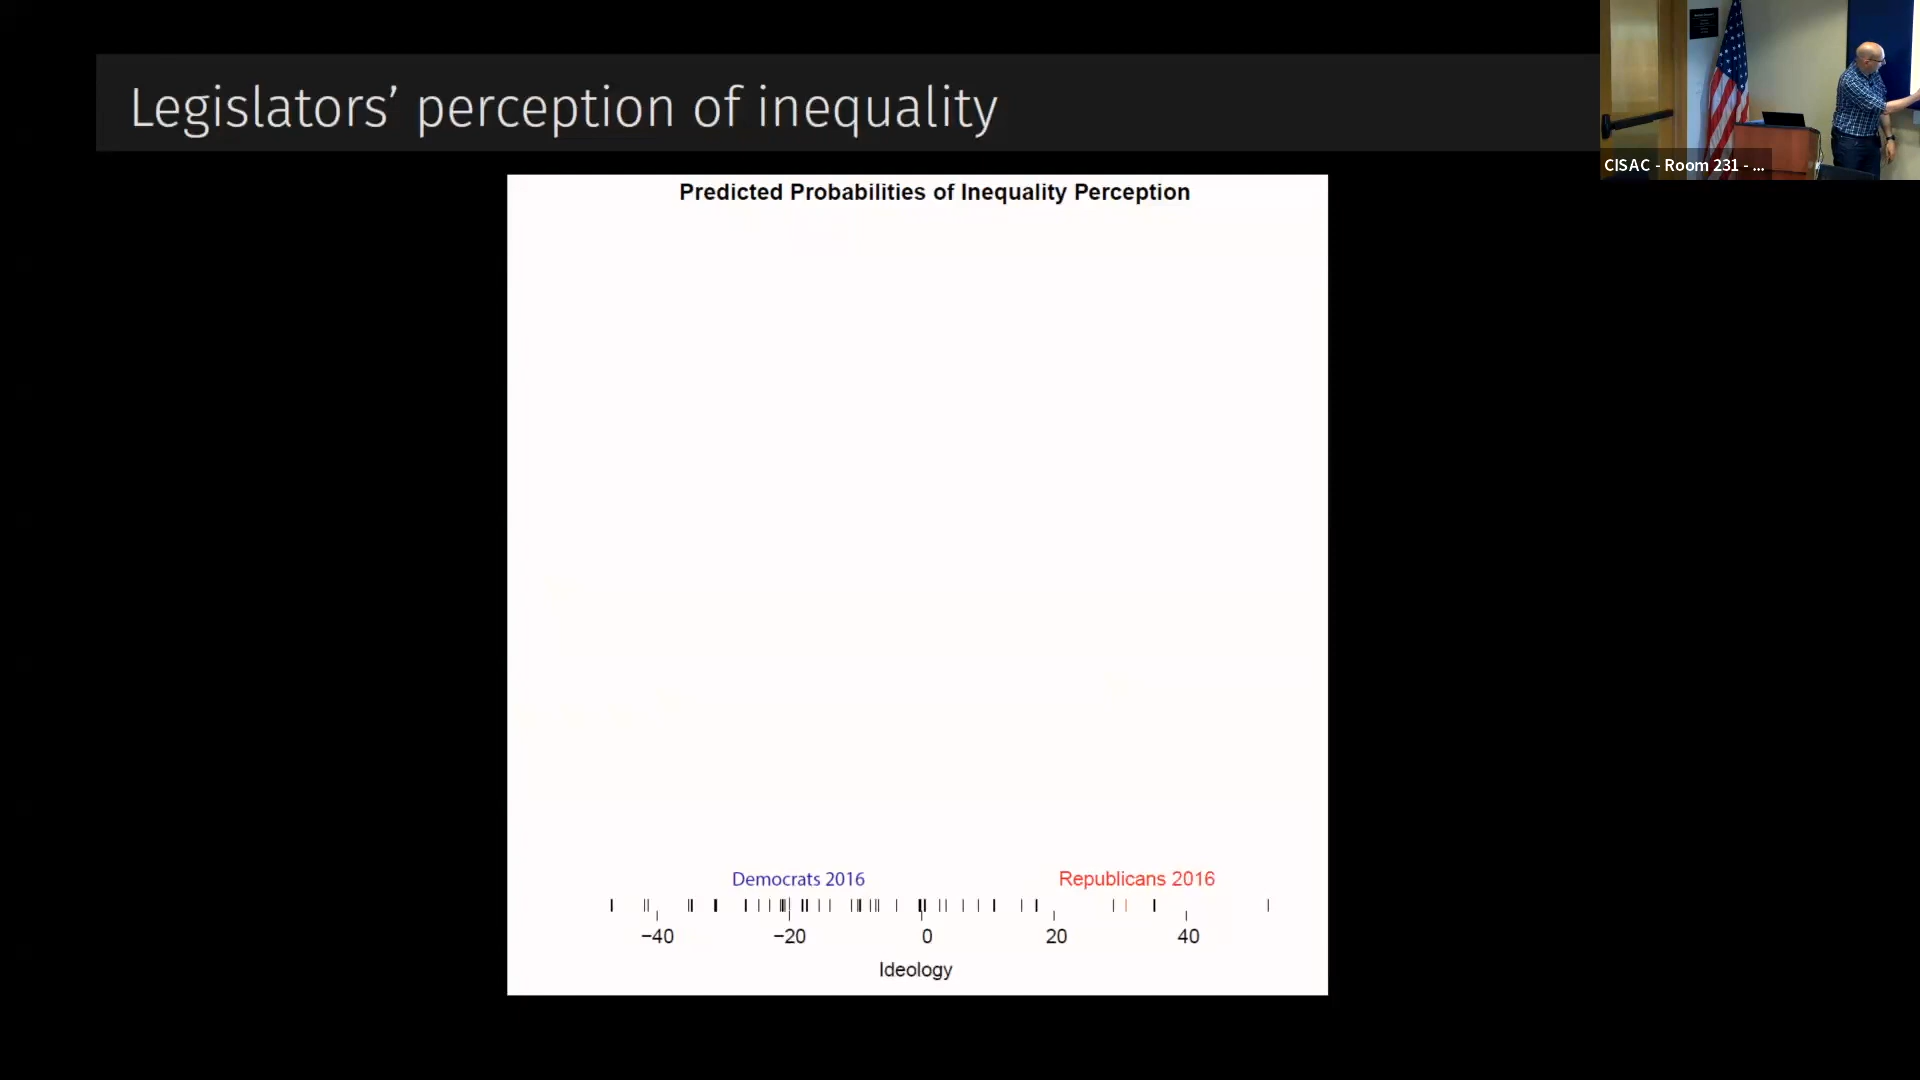 Legislators’ perception of inequality
CISAC - Room 231 - ...
Predicted Probabilities of Inequality Perception
Democrats 2016 Republicans 2016
−40 −20 0 20 40
Ideology